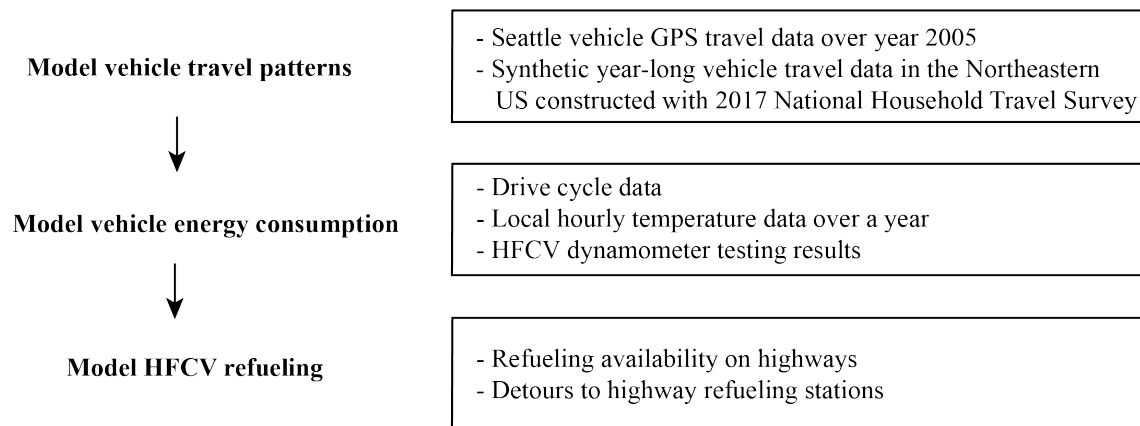 Model vehicle travel patterns
- Seattle vehicle GPS travel data over year 2005
- Synthetic year-long vehicle travel data in the Northeastern
US constructed with 2017 National Household Travel Survey
Model vehicle energy consumption
- Drive cycle data
- Local hourly temperature data over a year
- HFCV dynamometer testing results
Model HFCV refueling
- Refueling availability on highways
- Detours to highway refueling stations